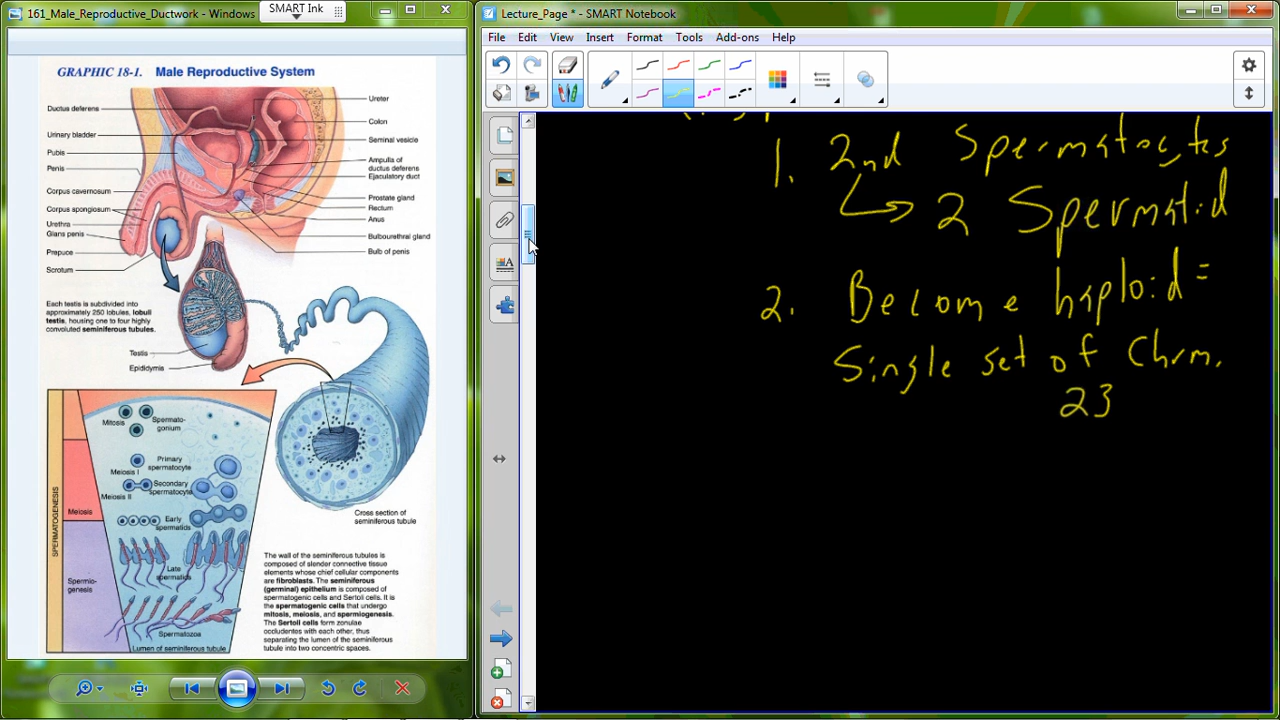 161_Male_Reproductive_Ductwork - Windows
SMART Ink
GRAPHIC 18-1. Male Reproductive System
Ductus deferens
Urinary bladder
Pubis
Penis
Corpus cavernosum
Corpus spongiosum
Urethra
Glans penis
Prepuce
Scrotum
Ureter
Colon
Seminal vesicle
Ampulla of
ductus deferens
Ejaculatory duct
Prostate gland
Rectum
Anus
Bulbourethral gland
Bulb of penis
Each testis is subdivided into
approximately 250 lobules, lobuli
testis, housing one to four highly
convoluted seminiferous tubules.
Testis
Epididymis
SPERMATOGENESIS
Mitosis
Spermato-
gonium
Primary
spermatocyte
Meiosis I
Secondary
spermatocyte
Meiosis II
Meiosis
Early
spermatids
Late
spermatids
Spermio-
genesis
Spermatozoa
Lumen of seminiferous tubule
Cross section of
seminiferous tubule
The wall of the seminiferous tubules is
composed of slender connective tissue
elements whose chief cellular components
are fibroblasts. The seminiferous
(germinal) epithelium is composed of
spermatogenic cells and Sertoli cells. It is
the spermatogenic cells that undergo
mitosis, meiosis, and spermiogenesis.
The Sertoli cells form zonulae
occludentes with each other, thus
separating the lumen of the seminiferous
tubule into two concentric spaces.
Lecture_Page * - SMART Notebook
File Edit View Insert Format Tools Add-ons Help
1. 2nd Spermatocytes
2 Spermatid
2. Become haploid =
Single set of Chrm.
23